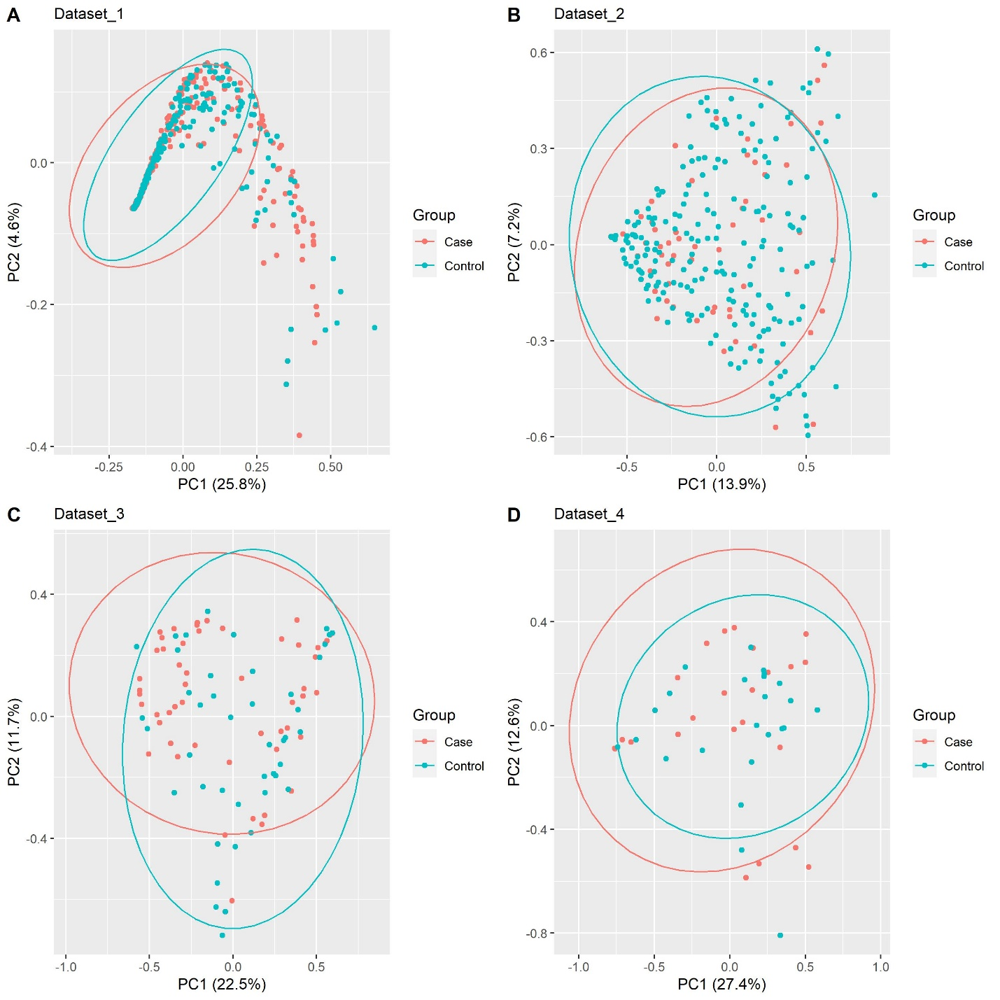 A
Dataset_1
0.0
-0.2
-0.4
-0.25
0.00
0.25
0.50
PC1 (25.8%)
PC2 (4.6%)
Group
Case
Control
B
Dataset_2
0.6
0.3
0.0
-0.3
-0.6
-0.5
0.0
0.5
PC1 (13.9%)
PC2 (7.2%)
Group
Case
Control
C
Dataset_3
0.4
0.0
-0.4
-1.0
-0.5
0.0
0.5
PC1 (22.5%)
PC2 (11.7%)
Group
Case
Control
D
Dataset_4
0.4
0.0
-0.4
-0.8
-1.0
-0.5
0.0
0.5
1.0
PC1 (27.4%)
PC2 (12.6%)
Group
Case
Control